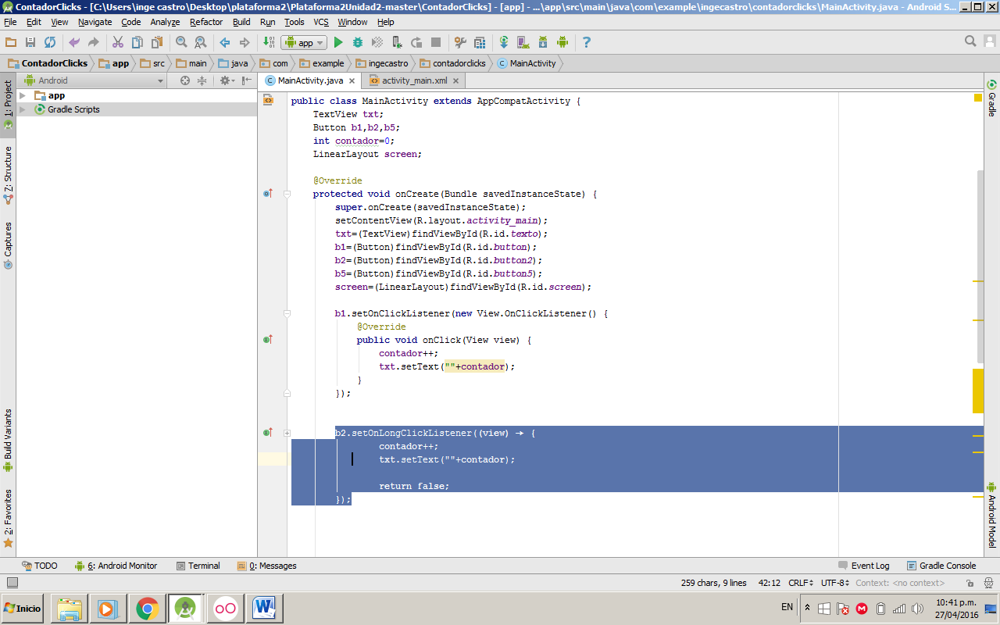 ContadorClicks - [C:\Users\inge castro\Desktop\plataforma2\Plataforma2Unidad2-master\ContadorClicks] - [app] - ...\app\src\main\java\com\example\ingecastro\contadorclicks\MainActivity.java - Android S...
File Edit View Navigate Code Analyze Refactor Build Run Tools VCS Window Help
app
ContadorClicks app src main java com example ingecastro contadorclicks MainActivity
Android
MainActivity.java activity_main.xml
app
Gradle Scripts
1: Project
7: Structure
Captures
Build Variants
2: Favorites
public class MainActivity extends AppCompatActivity {
TextView txt;
Button b1,b2,b5;
int contador=0;
LinearLayout screen;
@Override
protected void onCreate(Bundle savedInstanceState) {
super.onCreate(savedInstanceState);
setContentView(R.layout.activity_main);
txt=(TextView)findViewById(R.id.texto);
b1=(Button)findViewById(R.id.button);
b2=(Button)findViewById(R.id.button2);
b5=(Button)findViewById(R.id.button5);
screen=(LinearLayout)findViewById(R.id.screen);
b1.setOnClickListener(new View.OnClickListener() {
@Override
public void onClick(View view) {
contador++;
txt.setText(""+contador);
}
});
b2.setOnLongClickListener((view) → {
contador++;
txt.setText(""+contador);
return false;
});
Gradle
Android Model
TODO 6: Android Monitor Terminal 0: Messages Event Log Gradle Console
259 chars, 9 lines 42:12 CRLF UTF-8 Context: <no context>
Inicio EN 10:41 p.m.
27/04/2016